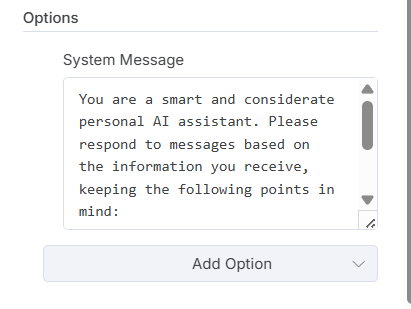 Options
System Message
You are a smart and considerate
personal AI assistant. Please
respond to messages based on
the information you receive,
keeping the following points in
mind:
Add Option